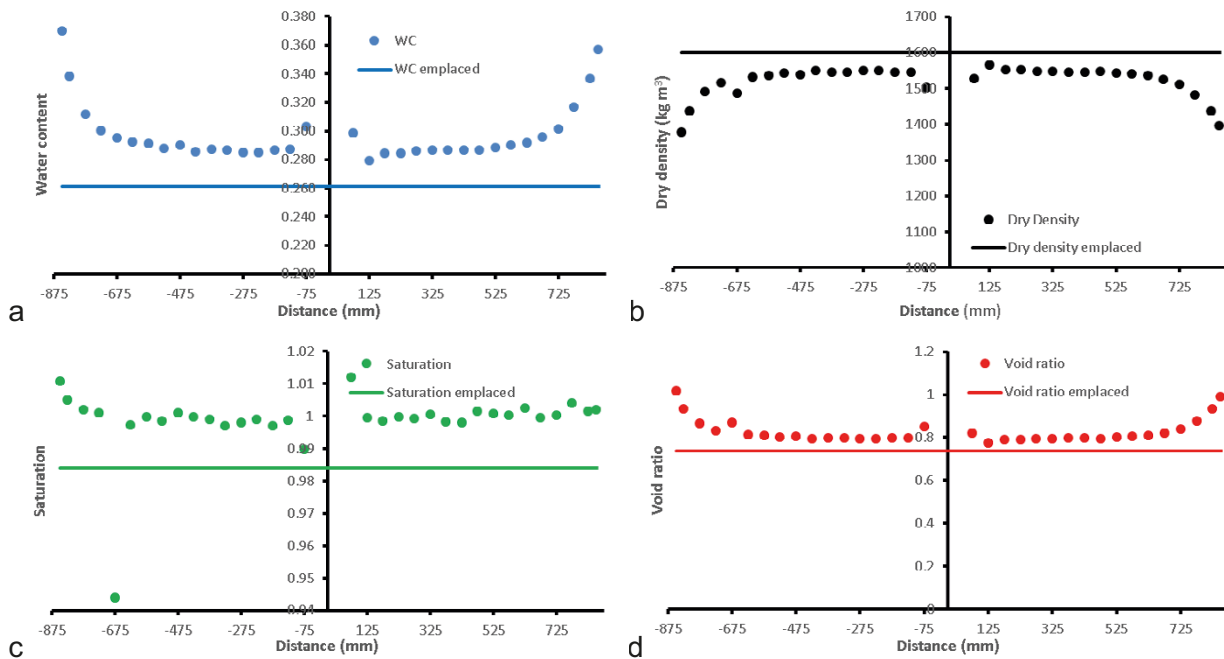 0.380
0.360
0.340
0.320
0.300
0.280
0.260
0.240
0.220
0.200
Water content
WC
WC emplaced
-875 -675 -475 -275 -75 125 325 525 725
Distance (mm)
a
1700
1600
1500
1400
1300
1200
1100
1000
Dry density (kg m³)
Dry Density
Dry density emplaced
-875 -675 -475 -275 -75 125 325 525 725
Distance (mm)
b
1.02
1.01
1
0.99
0.98
0.97
0.96
0.95
0.94
Saturation
Saturation
Saturation emplaced
-875 -675 -475 -275 -75 125 325 525 725
Distance (mm)
c
1.2
1
0.8
0.6
0.4
0.2
0
Void ratio
Void ratio
Void ratio emplaced
-875 -675 -475 -275 -75 125 325 525 725
Distance (mm)
d